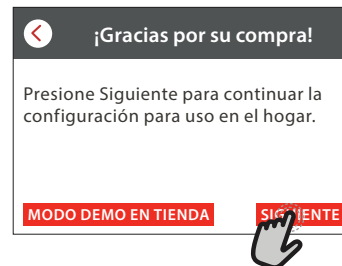 ¡Gracias por su compra!
Presione Siguiente para continuar la
configuración para uso en el hogar.
MODO DEMO EN TIENDA
SIGUIENTE